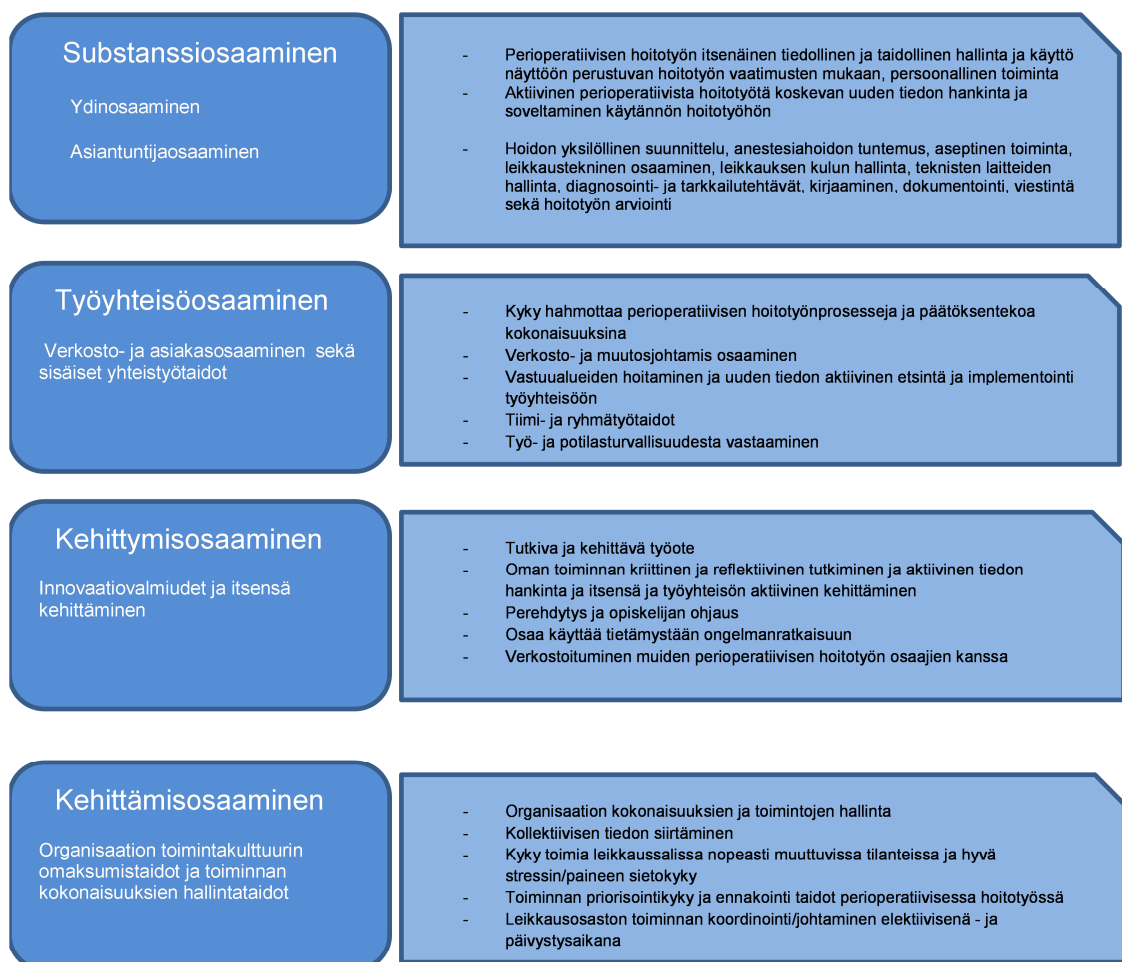 Substanssiosaaminen
Ydinosaaminen
Asiantuntijaosaaminen
- Perioperatiivisen hoitotyön itsenäinen tiedollinen ja taidollinen hallinta ja käyttö
näyttöön perustuvan hoitotyön vaatimusten mukaan, persoonallinen toiminta
- Aktiivinen perioperatiivista hoitotyötä koskevan uuden tiedon hankinta ja
soveltaminen käytännön hoitotyöhön
- Hoidon yksilöllinen suunnittelu, anestesiahoidon tuntemus, aseptinen toiminta,
leikkaustekninen osaaminen, leikkauksen kulun hallinta, teknisten laitteiden
hallinta, diagnosointi- ja tarkkailutehtävät, kirjaaminen, dokumentointi, viestintä
sekä hoitotyön arviointi
Työyhteisöosaaminen
Verkosto- ja asiakasosaaminen sekä
sisäiset yhteistyötaidot
- Kyky hahmottaa perioperatiivisen hoitotyönprosesseja ja päätöksentekoa
kokonaisuuksina
- Verkosto- ja muutosjohtamis osaaminen
- Vastuualueiden hoitaminen ja uuden tiedon aktiivinen etsintä ja implementointi
työyhteisöön
- Tiimi- ja ryhmätyötaidot
- Työ- ja potilasturvallisuudesta vastaaminen
Kehittymisosaaminen
Innovaatiovalmiudet ja itsensä
kehittäminen
- Tutkiva ja kehittävä työote
- Oman toiminnan kriittinen ja reflektiivinen tutkiminen ja aktiivinen tiedon
hankinta ja itsensä ja työyhteisön aktiivinen kehittäminen
- Perehdytys ja opiskelijan ohjaus
- Osaa käyttää tietämystään ongelmanratkaisuun
- Verkostoituminen muiden perioperatiivisen hoitotyön osaajien kanssa
Kehittämisosaaminen
Organisaation toimintakulttuurin
omaksumistaidot ja toiminnan
kokonaisuuksien hallintataidot
- Organisaation kokonaisuuksien ja toimintojen hallinta
- Kollektiivisen tiedon siirtäminen
- Kyky toimia leikkaussalissa nopeasti muuttuvissa tilanteissa ja hyvä
stressin/paineen sietokyky
- Toiminnan priorisointikyky ja ennakointi taidot perioperatiivisessa hoitotyössä
- Leikkausosaston toiminnan koordinointi/johtaminen elektiivisenä - ja
päivystysaikana